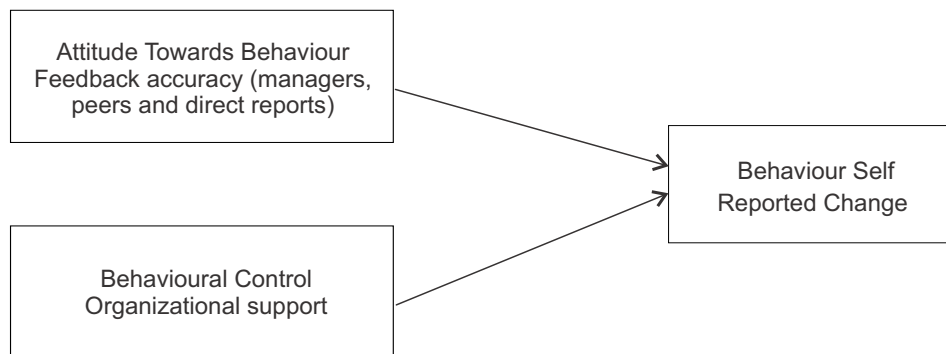 Attitude Towards Behaviour
Feedback accuracy (managers,
peers and direct reports)
Behaviour Self
Reported Change
Behavioural Control
Organizational support